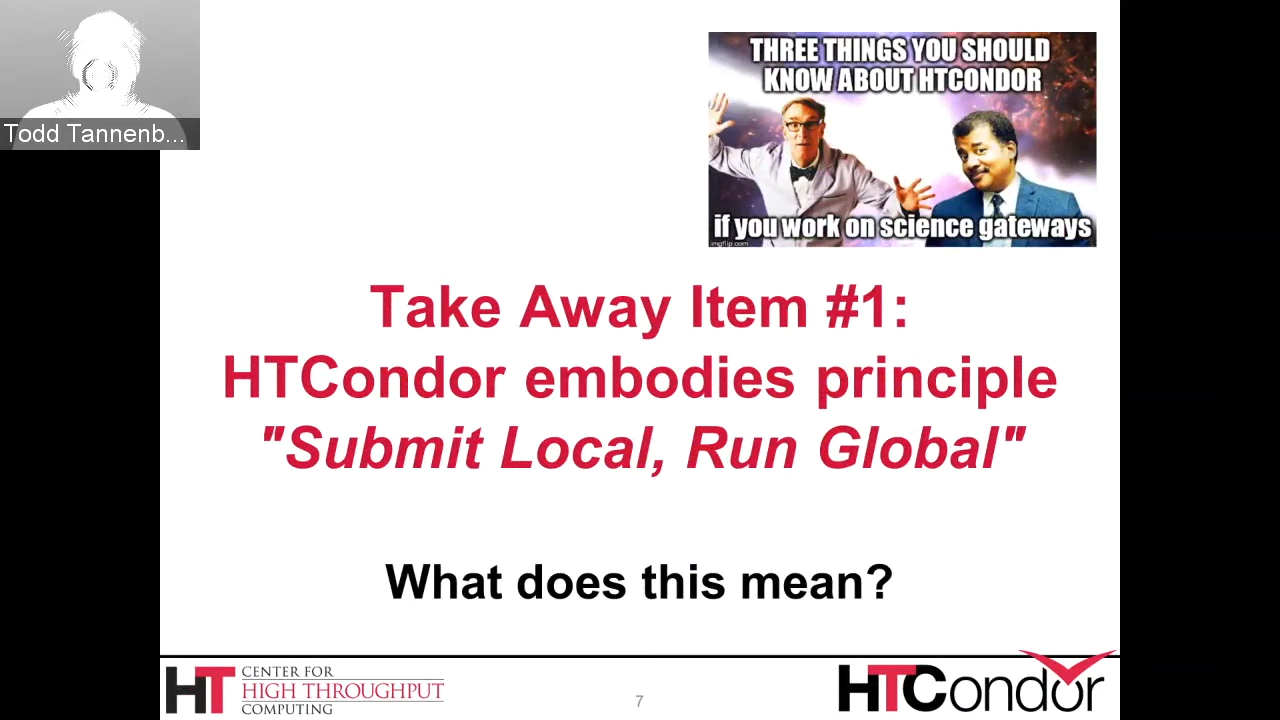 Todd Tannenb...
THREE THINGS YOU SHOULD
KNOW ABOUT HTCONDOR
if you work on science gateways
imgflip.com
Take Away Item #1:
HTCondor embodies principle
"Submit Local, Run Global"
What does this mean?
HT
CENTER FOR
HIGH THROUGHPUT
COMPUTING
7
HTCondor